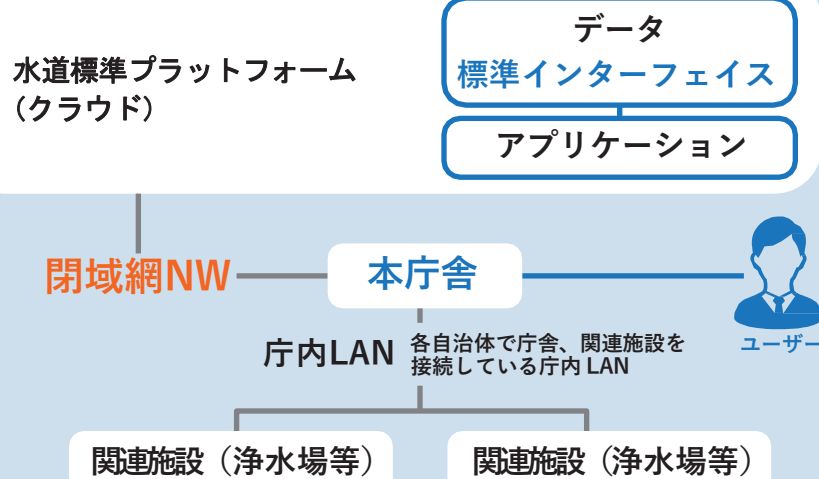 データ
標準インターフェイス
水道標準プラットフォーム
（クラウド）
アプリケーション
閉域網NW
本庁舎
ユーザー
庁内LAN
各自治体で庁舎、関連施設を
接続している庁内 LAN
関連施設（浄水場等）
関連施設（浄水場等）